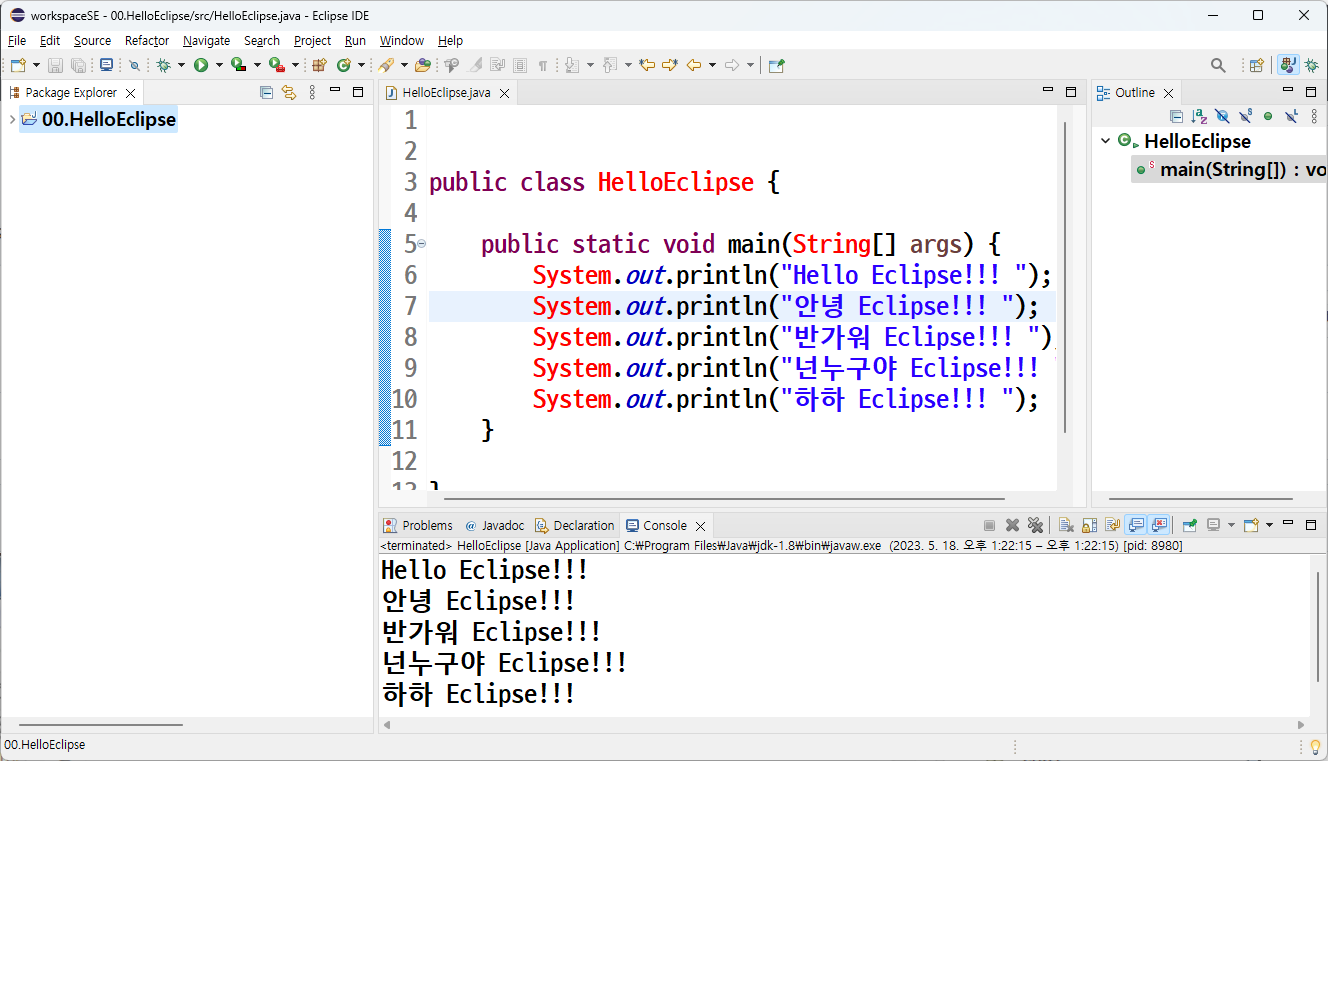 workspaceSE - 00.HelloEclipse/src/HelloEclipse.java - Eclipse IDE
File Edit Source Refactor Navigate Search Project Run Window Help
Package Explorer
00.HelloEclipse
HelloEclipse.java
1
2
3 public class HelloEclipse {
4
5 public static void main(String[] args) {
6 System.out.println("Hello Eclipse!!! ");
7 System.out.println("안녕 Eclipse!!! ");
8 System.out.println("반가워 Eclipse!!! ")
9 System.out.println("넌누구야 Eclipse!!!
10 System.out.println("하하 Eclipse!!! ");
11 }
12
13 }
Outline
HelloEclipse
main(String[]) : vo
Problems Javadoc Declaration Console
<terminated> HelloEclipse [Java Application] C:₩Program Files₩Java₩jdk-1.8₩bin₩javaw.exe (2023. 5. 18. 오후 1:22:15 – 오후 1:22:15) [pid: 8980]
Hello Eclipse!!!
안녕 Eclipse!!!
반가워 Eclipse!!!
넌누구야 Eclipse!!!
하하 Eclipse!!!
00.HelloEclipse